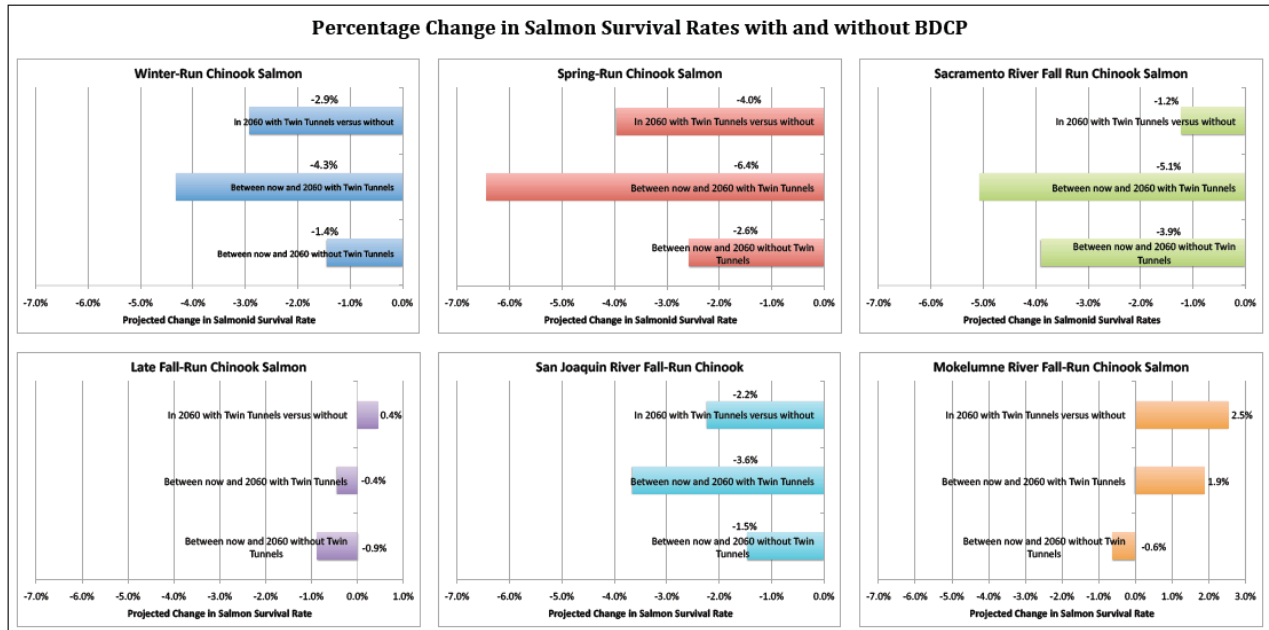 Percentage Change in Salmon Survival Rates with and without BDCP
Winter-Run Chinook Salmon
-2.9%
In 2060 with Twin Tunnels versus without
-4.3%
Between now and 2060 with Twin Tunnels
-1.4%
Between now and 2060 without Twin Tunnels
-7.0% -6.0% -5.0% -4.0% -3.0% -2.0% -1.0% 0.0%
Projected Change in Salmonid Survival Rate
Spring-Run Chinook Salmon
-4.0%
In 2060 with Twin Tunnels versus without
-6.4%
Between now and 2060 with Twin Tunnels
-2.6%
Between now and 2060 without Twin
Tunnels
-7.0% -6.0% -5.0% -4.0% -3.0% -2.0% -1.0% 0.0%
Projected Change in Salmonid Survival Rate
Sacramento River Fall Run Chinook Salmon
-1.2%
In 2060 with Twin Tunnels versus without
-5.1%
Between now and 2060 with Twin Tunnels
-3.9%
Between now and 2060 without Twin
Tunnels
-7.0% -6.0% -5.0% -4.0% -3.0% -2.0% -1.0% 0.0%
Projected Change in Salmonid Survival Rates
Late Fall-Run Chinook Salmon
In 2060 with Twin Tunnels versus without 0.4%
Between now and 2060 with Twin Tunnels -0.4%
Between now and 2060 without Twin
Tunnels -0.9%
-7.0% -6.0% -5.0% -4.0% -3.0% -2.0% -1.0% 0.0% 1.0%
Projected Change in Salmon Survival Rate
San Joaquin River Fall-Run Chinook
-2.2%
In 2060 with Twin Tunnels versus without
-3.6%
Between now and 2060 with Twin Tunnels
-1.5%
Between now and 2060 without Twin
Tunnels
-7.0% -6.0% -5.0% -4.0% -3.0% -2.0% -1.0% 0.0%
Projected Change in Salmon Survival Rate
Mokelumne River Fall-Run Chinook Salmon
In 2060 with Twin Tunnels versus without 2.5%
Between now and 2060 with Twin Tunnels 1.9%
Between now and 2060 without Twin
Tunnels -0.6%
-7.0% -6.0% -5.0% -4.0% -3.0% -2.0% -1.0% 0.0% 1.0% 2.0% 3.0%
Projected Change in Salmon Survival Rate